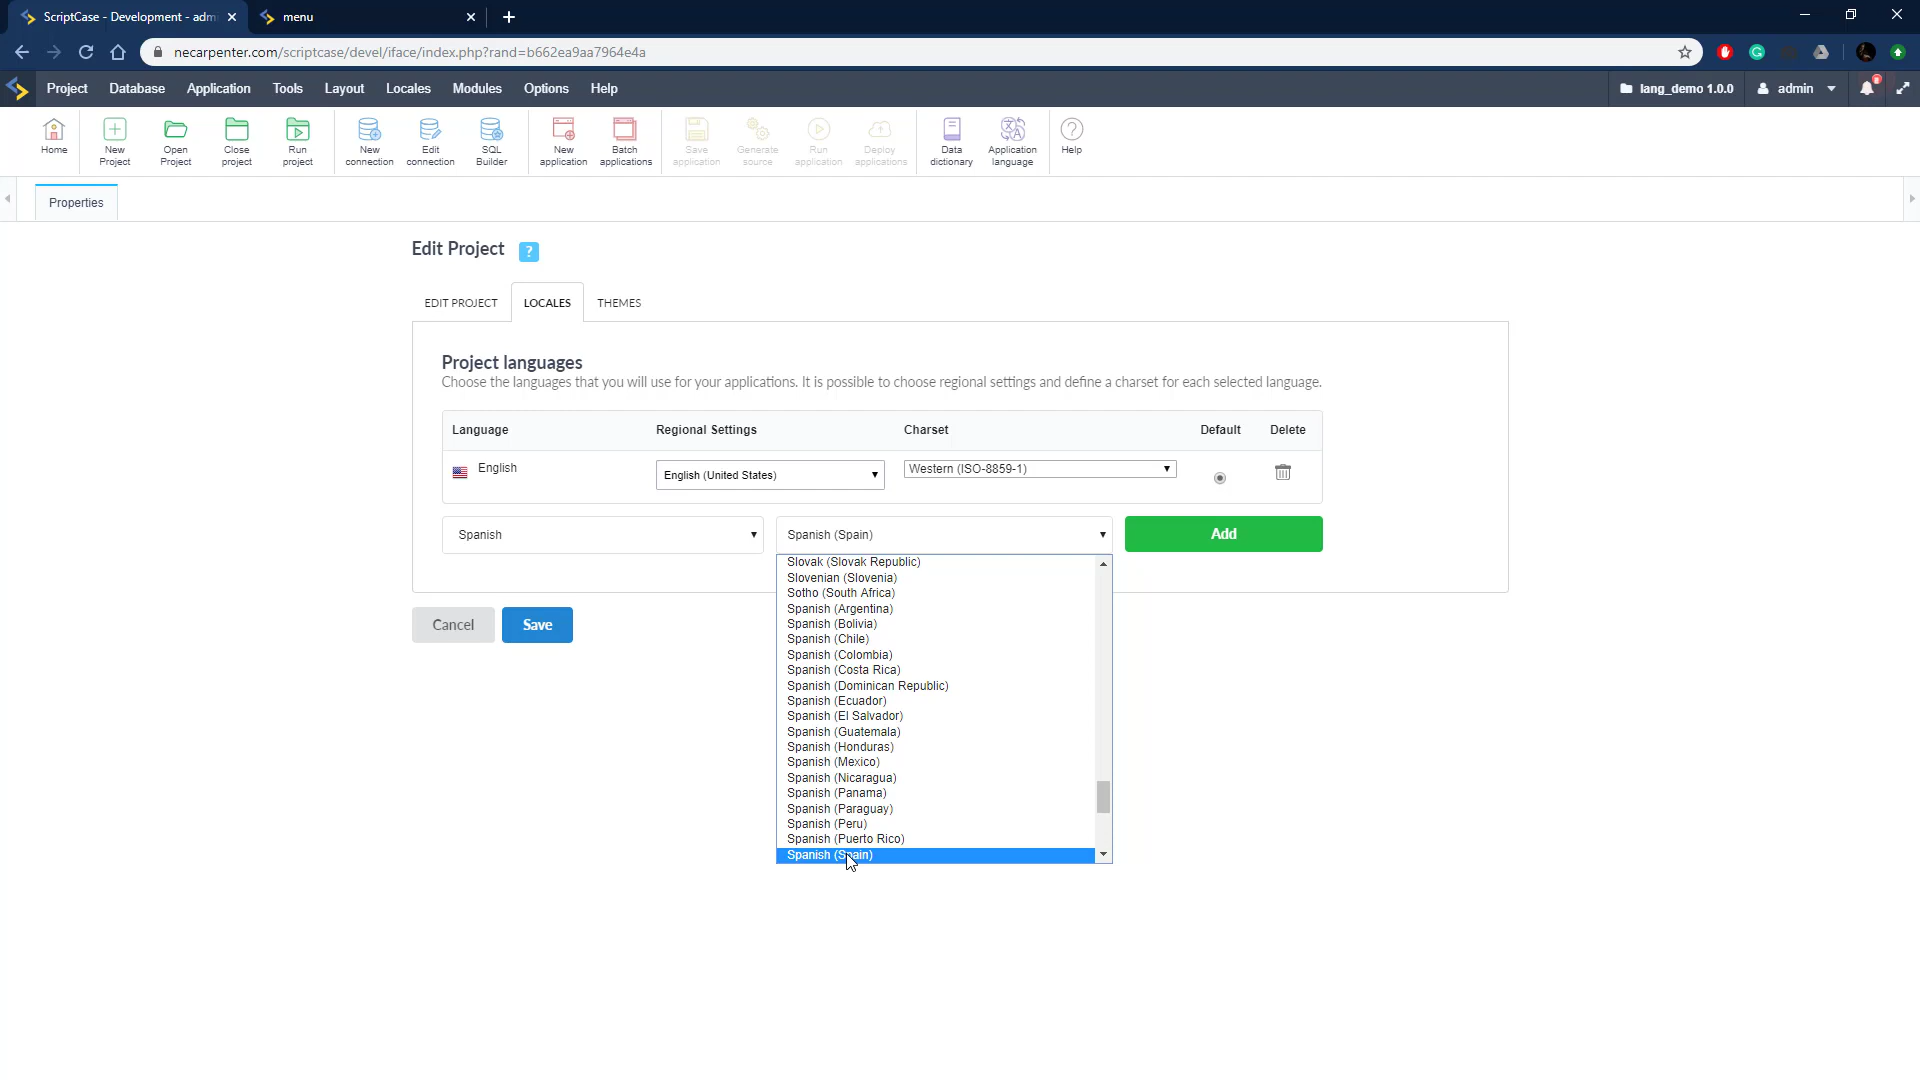 ScriptCase - Development - adm
menu
necarpenter.com/scriptcase/devel/iface/index.php?rand=b662ea9aa7964e4a
Project Database Application Tools Layout Locales Modules Options Help
lang_demo 1.0.0
admin
Home
New Project
Open Project
Close project
Run project
New connection
Edit connection
SQL Builder
New application
Batch applications
Save application
Generate source
Run application
Deploy applications
Data dictionary
Application language
Help
Properties
Edit Project ?
EDIT PROJECT LOCALES THEMES
Project languages
Choose the languages that you will use for your applications. It is possible to choose regional settings and define a charset for each selected language.
Language Regional Settings Charset Default Delete
English English (United States) Western (ISO-8859-1)
Spanish Spanish (Spain) Add
Slovak (Slovak Republic)
Slovenian (Slovenia)
Sotho (South Africa)
Spanish (Argentina)
Spanish (Bolivia)
Spanish (Chile)
Spanish (Colombia)
Spanish (Costa Rica)
Spanish (Dominican Republic)
Spanish (Ecuador)
Spanish (El Salvador)
Spanish (Guatemala)
Spanish (Honduras)
Spanish (Mexico)
Spanish (Nicaragua)
Spanish (Panama)
Spanish (Paraguay)
Spanish (Peru)
Spanish (Puerto Rico)
Spanish (Spain)
Cancel Save